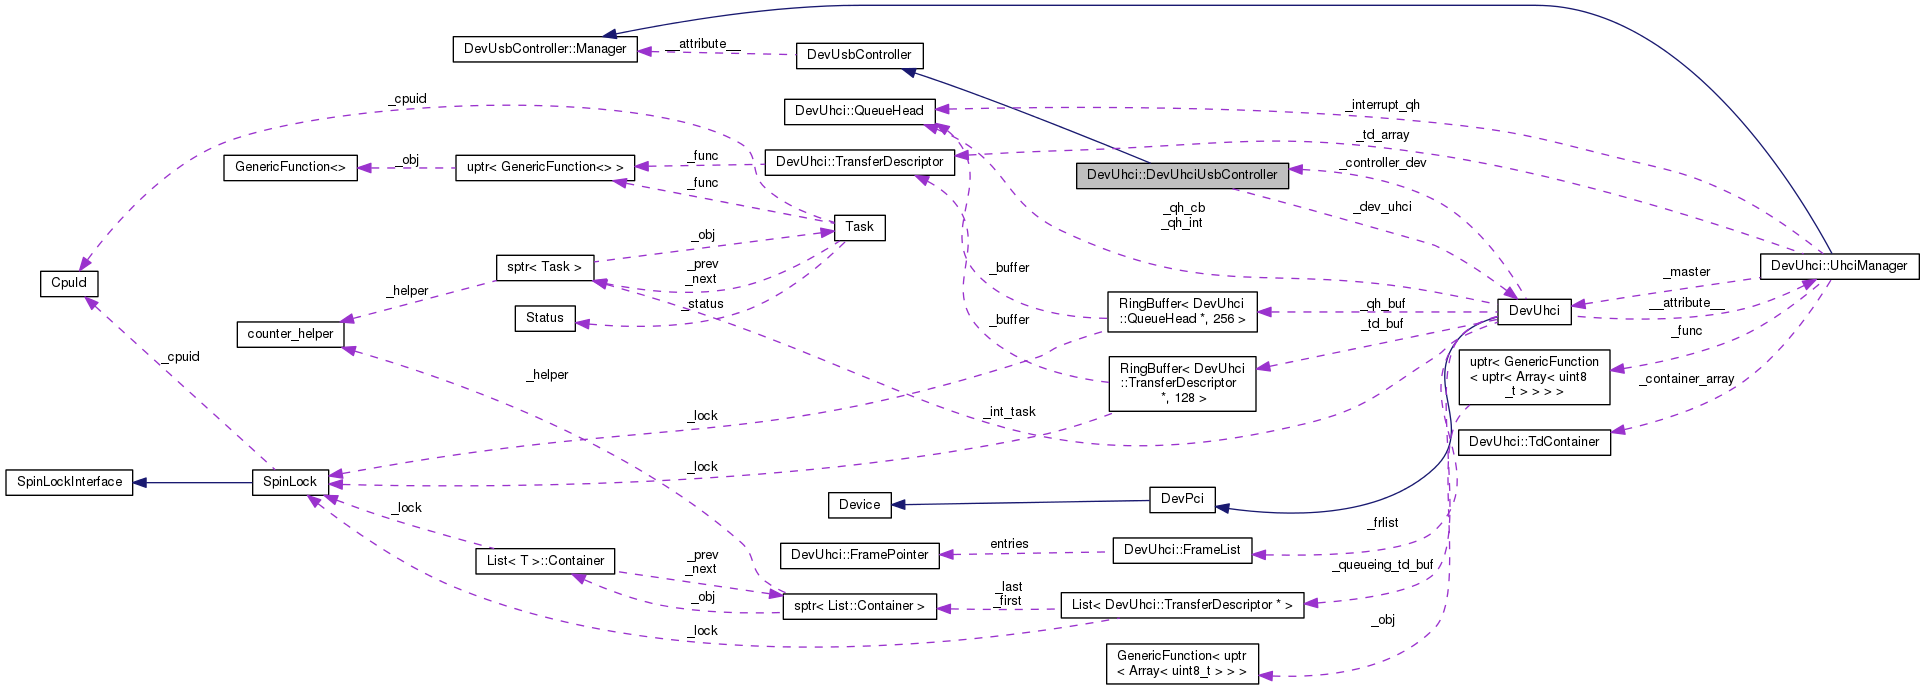 DevUsbController::Manager
__attribute__
DevUsbController
_cpuid
DevUhci::QueueHead
_interrupt_qh
_td_array
GenericFunction<>
_obj
uptr< GenericFunction<> >
_func
DevUhci::TransferDescriptor
_controller_dev
DevUhci::DevUhciUsbController
_func
_qh_cb
_qh_int
_dev_uhci
Task
_obj
CpuId
sptr< Task >
_prev
_next
_buffer
_master
DevUhci::UhciManager
_helper
_status
Status
RingBuffer< DevUhci
::QueueHead *, 256 >
_qh_buf
DevUhci
__attribute__
counter_helper
_buffer
_td_buf
_func
_cpuid
_helper
RingBuffer< DevUhci
::TransferDescriptor
*, 128 >
uptr< GenericFunction
< uptr< Array< uint8
_t > > > >
_container_array
_lock
_int_task
DevUhci::TdContainer
_lock
SpinLockInterface
SpinLock
Device
DevPci
_lock
_frlist
List< T >::Container
_prev
_next
DevUhci::FramePointer
entries
DevUhci::FrameList
_queueing_td_buf
_obj
sptr< List::Container >
_last
_first
List< DevUhci::TransferDescriptor * >
_lock
_obj
GenericFunction< uptr
< Array< uint8_t > > >